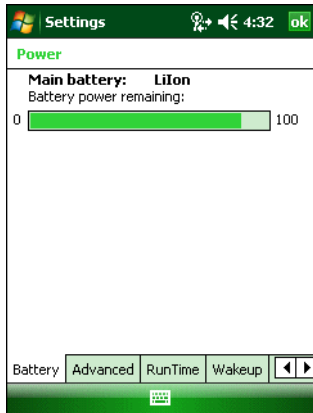 Settings 4:32 ok
Power
Main battery: LiIon
Battery power remaining:
0 100
Battery Advanced RunTime Wakeup